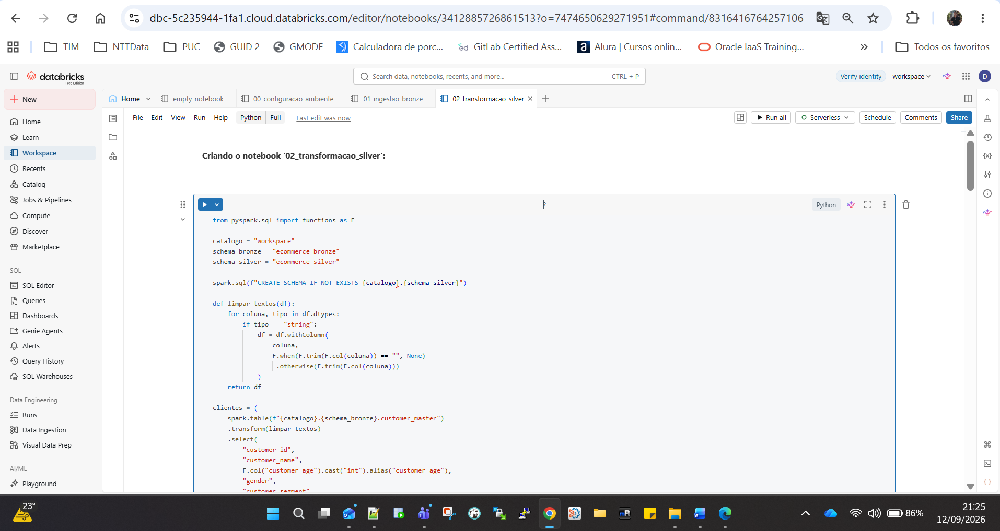 dbc-5c235944-1fa1.cloud.databricks.com/editor/notebooks/3412885726861513?o=7474650629271951#command/8316416764257106
TIM
NTTData
PUC
GUID 2
GMODE
Calculadora de porc...
GitLab Certified Ass...
Alura | Cursos onlin...
Oracle IaaS Training...
Todos os favoritos
databricks
Free Edition
Search data, notebooks, recents, and more...
CTRL + P
Verify identity
workspace
D
New
Home
empty-notebook
00_configuracao_ambiente
01_ingestao_bronze
02_transformacao_silver
File
Edit
View
Run
Help
Python
Full
Last edit was now
Run all
Serverless
Schedule
Comments
Share
Home
Learn
Workspace
Recents
Catalog
Jobs & Pipelines
Compute
Discover
Marketplace
SQL
SQL Editor
Queries
Dashboards
Genie Agents
Alerts
Query History
SQL Warehouses
Data Engineering
Runs
Data Ingestion
Visual Data Prep
AI/ML
Playground
Criando o notebook ‘02_transformacao_silver’:
2
Python
from pyspark.sql import functions as F
catalogo = "workspace"
schema_bronze = "ecommerce_bronze"
schema_silver = "ecommerce_silver"
spark.sql(f"CREATE SCHEMA IF NOT EXISTS {catalogo}.{schema_silver}")
def limpar_textos(df):
for coluna, tipo in df.dtypes:
if tipo == "string":
df = df.withColumn(
coluna,
F.when(F.trim(F.col(coluna)) == "", None)
.otherwise(F.trim(F.col(coluna)))
)
return df
clientes = (
spark.table(f"{catalogo}.{schema_bronze}.customer_master")
.transform(limpar_textos)
.select(
"customer_id",
"customer_name",
F.col("customer_age").cast("int").alias("customer_age"),
"gender",
"customer_segment"
23°
86%
21:25
12/09/2026